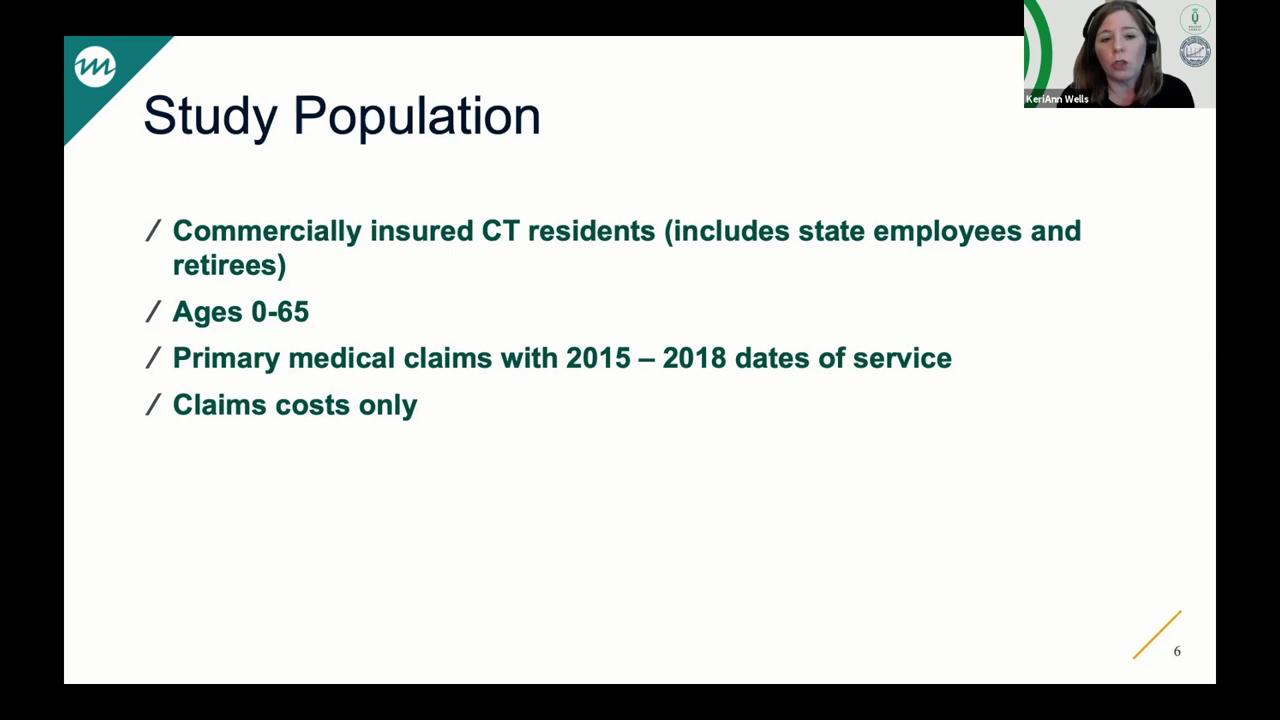 KeriAnn Wells
Study Population
/ Commercially insured CT residents (includes state employees and
retirees)
/ Ages 0-65
/ Primary medical claims with 2015 – 2018 dates of service
/ Claims costs only
6